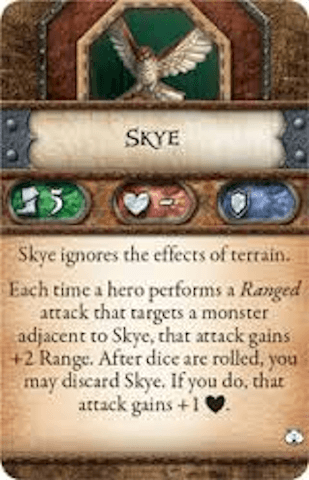 SKYE
5 -
Skye ignores the effects of terrain.
Each time a hero performs a Ranged
attack that targets a monster
adjacent to Skye, that attack gains
+2 Range. After dice are rolled, you
may discard Skye. If you do, that
attack gains +1 ♥.